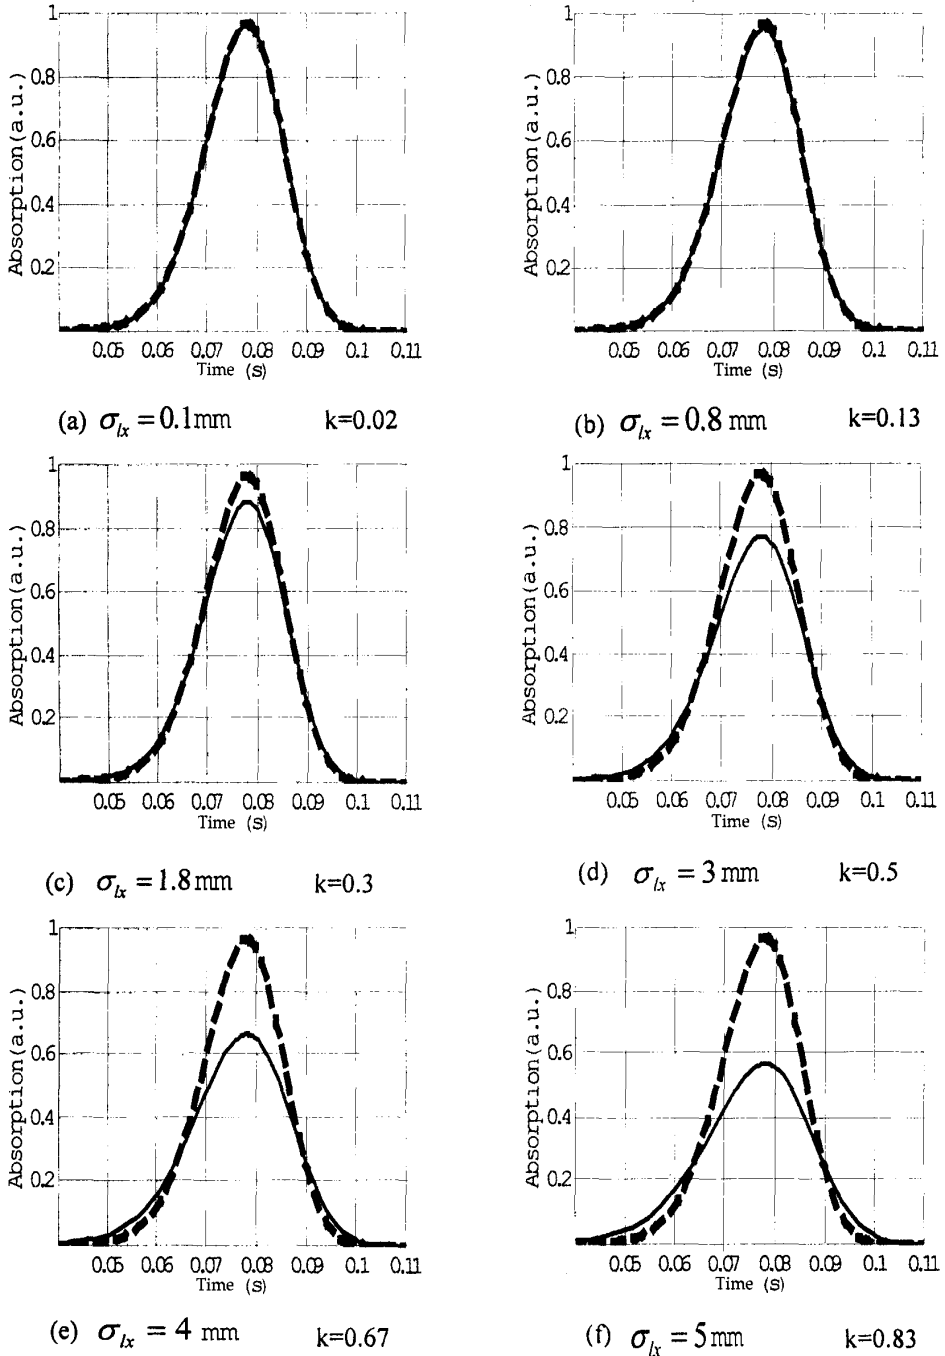 1
0.8
0.6
0.4
0.2
Absorption(a.u.)
0.05 0.06 0.07 0.08 0.09 0.1 0.11
Time (s)
(a) σlx = 0.1mm k=0.02
1
0.8
0.6
0.4
0.2
Absorption(a.u.)
0.05 0.06 0.07 0.08 0.09 0.1 0.11
Time (s)
(b) σlx = 0.8 mm k=0.13
1
0.8
0.6
0.4
0.2
Absorption(a.u.)
0.05 0.06 0.07 0.08 0.09 0.1 0.11
Time (s)
(c) σlx = 1.8mm k=0.3
1
0.8
0.6
0.4
0.2
Absorption(a.u.)
0.05 0.06 0.07 0.08 0.09 0.1 0.11
Time (s)
(d) σlx = 3 mm k=0.5
1
0.8
0.6
0.4
0.2
Absorption(a.u.)
0.05 0.06 0.07 0.08 0.09 0.1 0.11
Time (s)
(e) σlx = 4 mm k=0.67
1
0.8
0.6
0.4
0.2
Absorption(a.u.)
0.05 0.06 0.07 0.08 0.09 0.1 0.11
Time (s)
(f) σlx = 5mm k=0.83